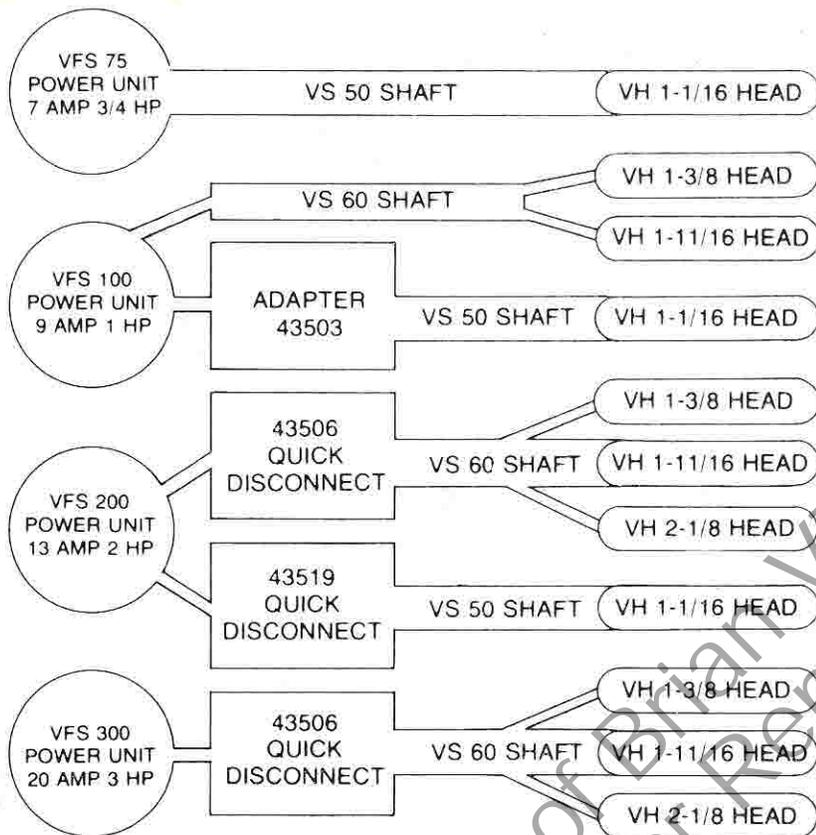 VFS 75
POWER UNIT
7 AMP 3/4 HP
VS 50 SHAFT
VH 1-1/16 HEAD
VFS 100
POWER UNIT
9 AMP 1 HP
VS 60 SHAFT
VH 1-3/8 HEAD
VH 1-11/16 HEAD
ADAPTER
43503
VS 50 SHAFT
VH 1-1/16 HEAD
VFS 200
POWER UNIT
13 AMP 2 HP
43506
QUICK
DISCONNECT
VS 60 SHAFT
VH 1-3/8 HEAD
VH 1-11/16 HEAD
VH 2-1/8 HEAD
43519
QUICK
DISCONNECT
VS 50 SHAFT
VH 1-1/16 HEAD
VFS 300
POWER UNIT
20 AMP 3 HP
43506
QUICK
DISCONNECT
VS 60 SHAFT
VH 1-3/8 HEAD
VH 1-11/16 HEAD
VH 2-1/8 HEAD
of Brian